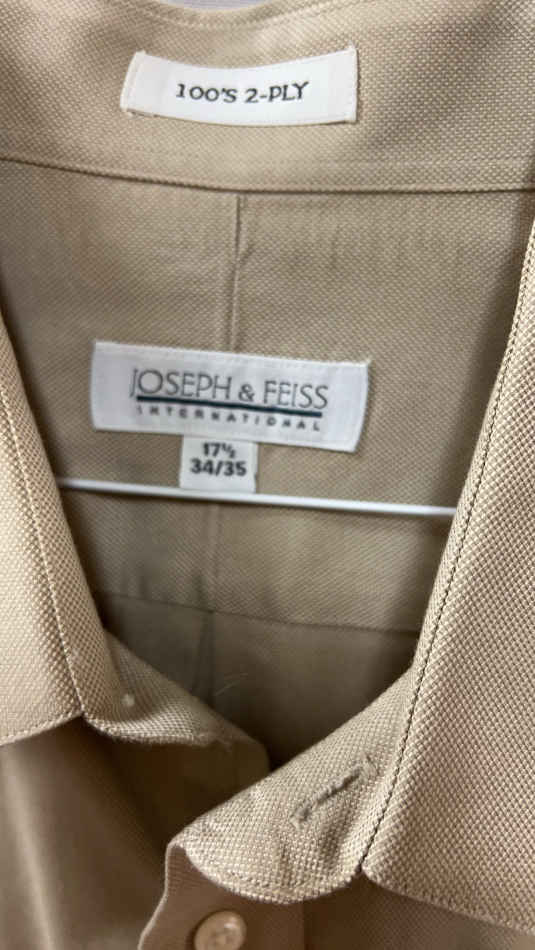 100'S 2-PLY
JOSEPH & FEISS
INTERNATIONAL
17½
34/35